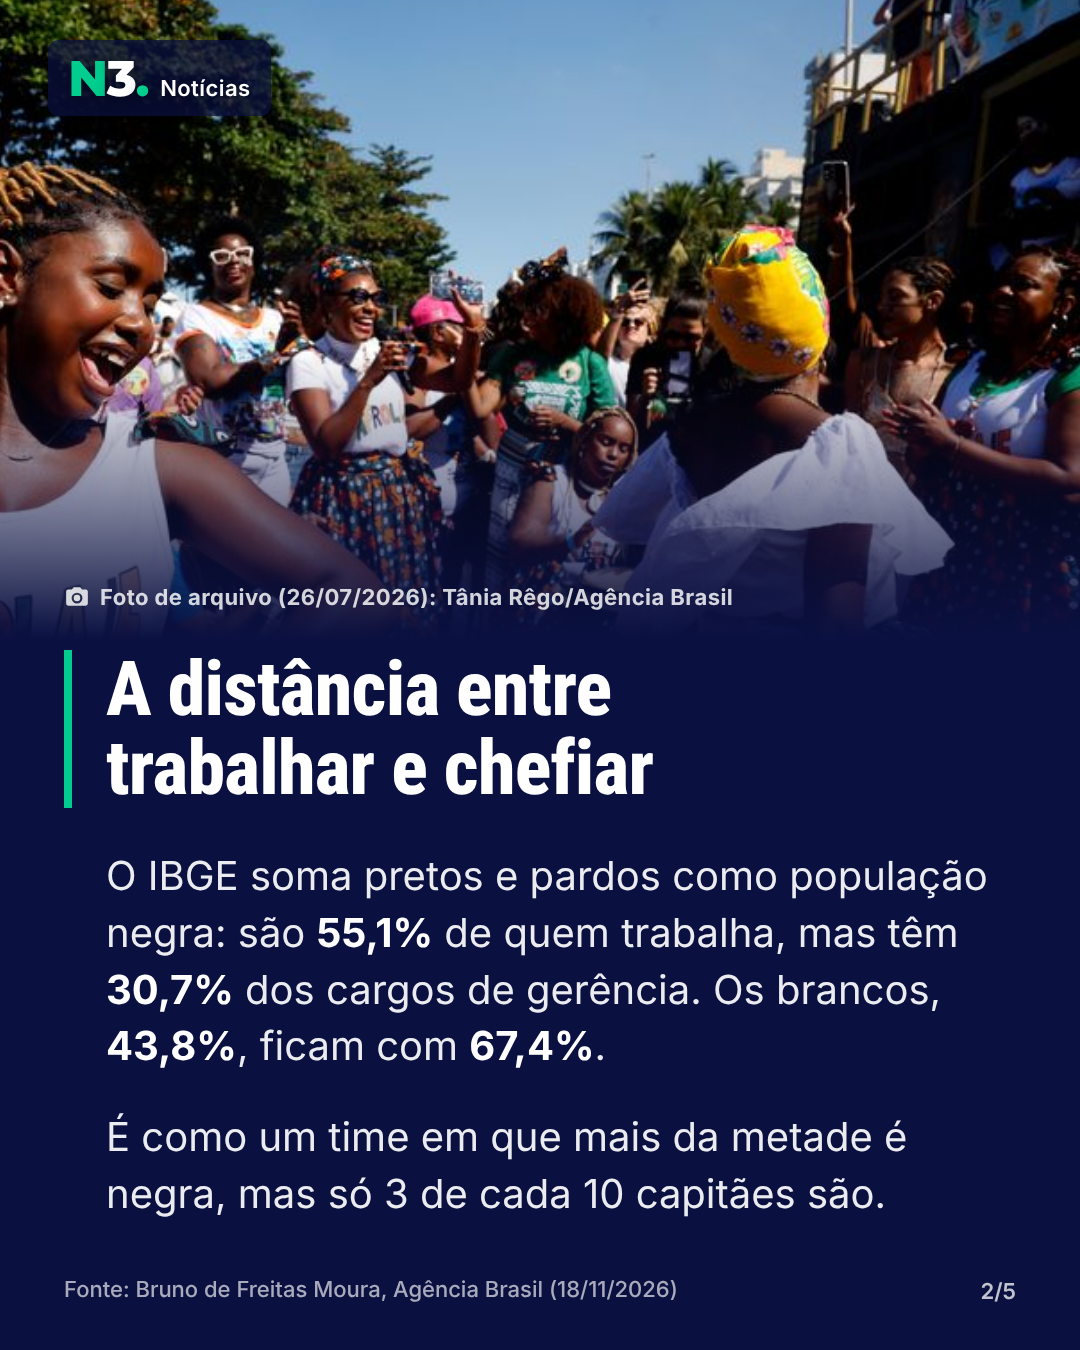 N3. Notícias
Foto de arquivo (26/07/2026): Tânia Rêgo/Agência Brasil
A distância entre
trabalhar e chefiar
O IBGE soma pretos e pardos como população
negra: são 55,1% de quem trabalha, mas têm
30,7% dos cargos de gerência. Os brancos,
43,8%, ficam com 67,4%.
É como um time em que mais da metade é
negra, mas só 3 de cada 10 capitães são.
Fonte: Bruno de Freitas Moura, Agência Brasil (18/11/2026)
2/5